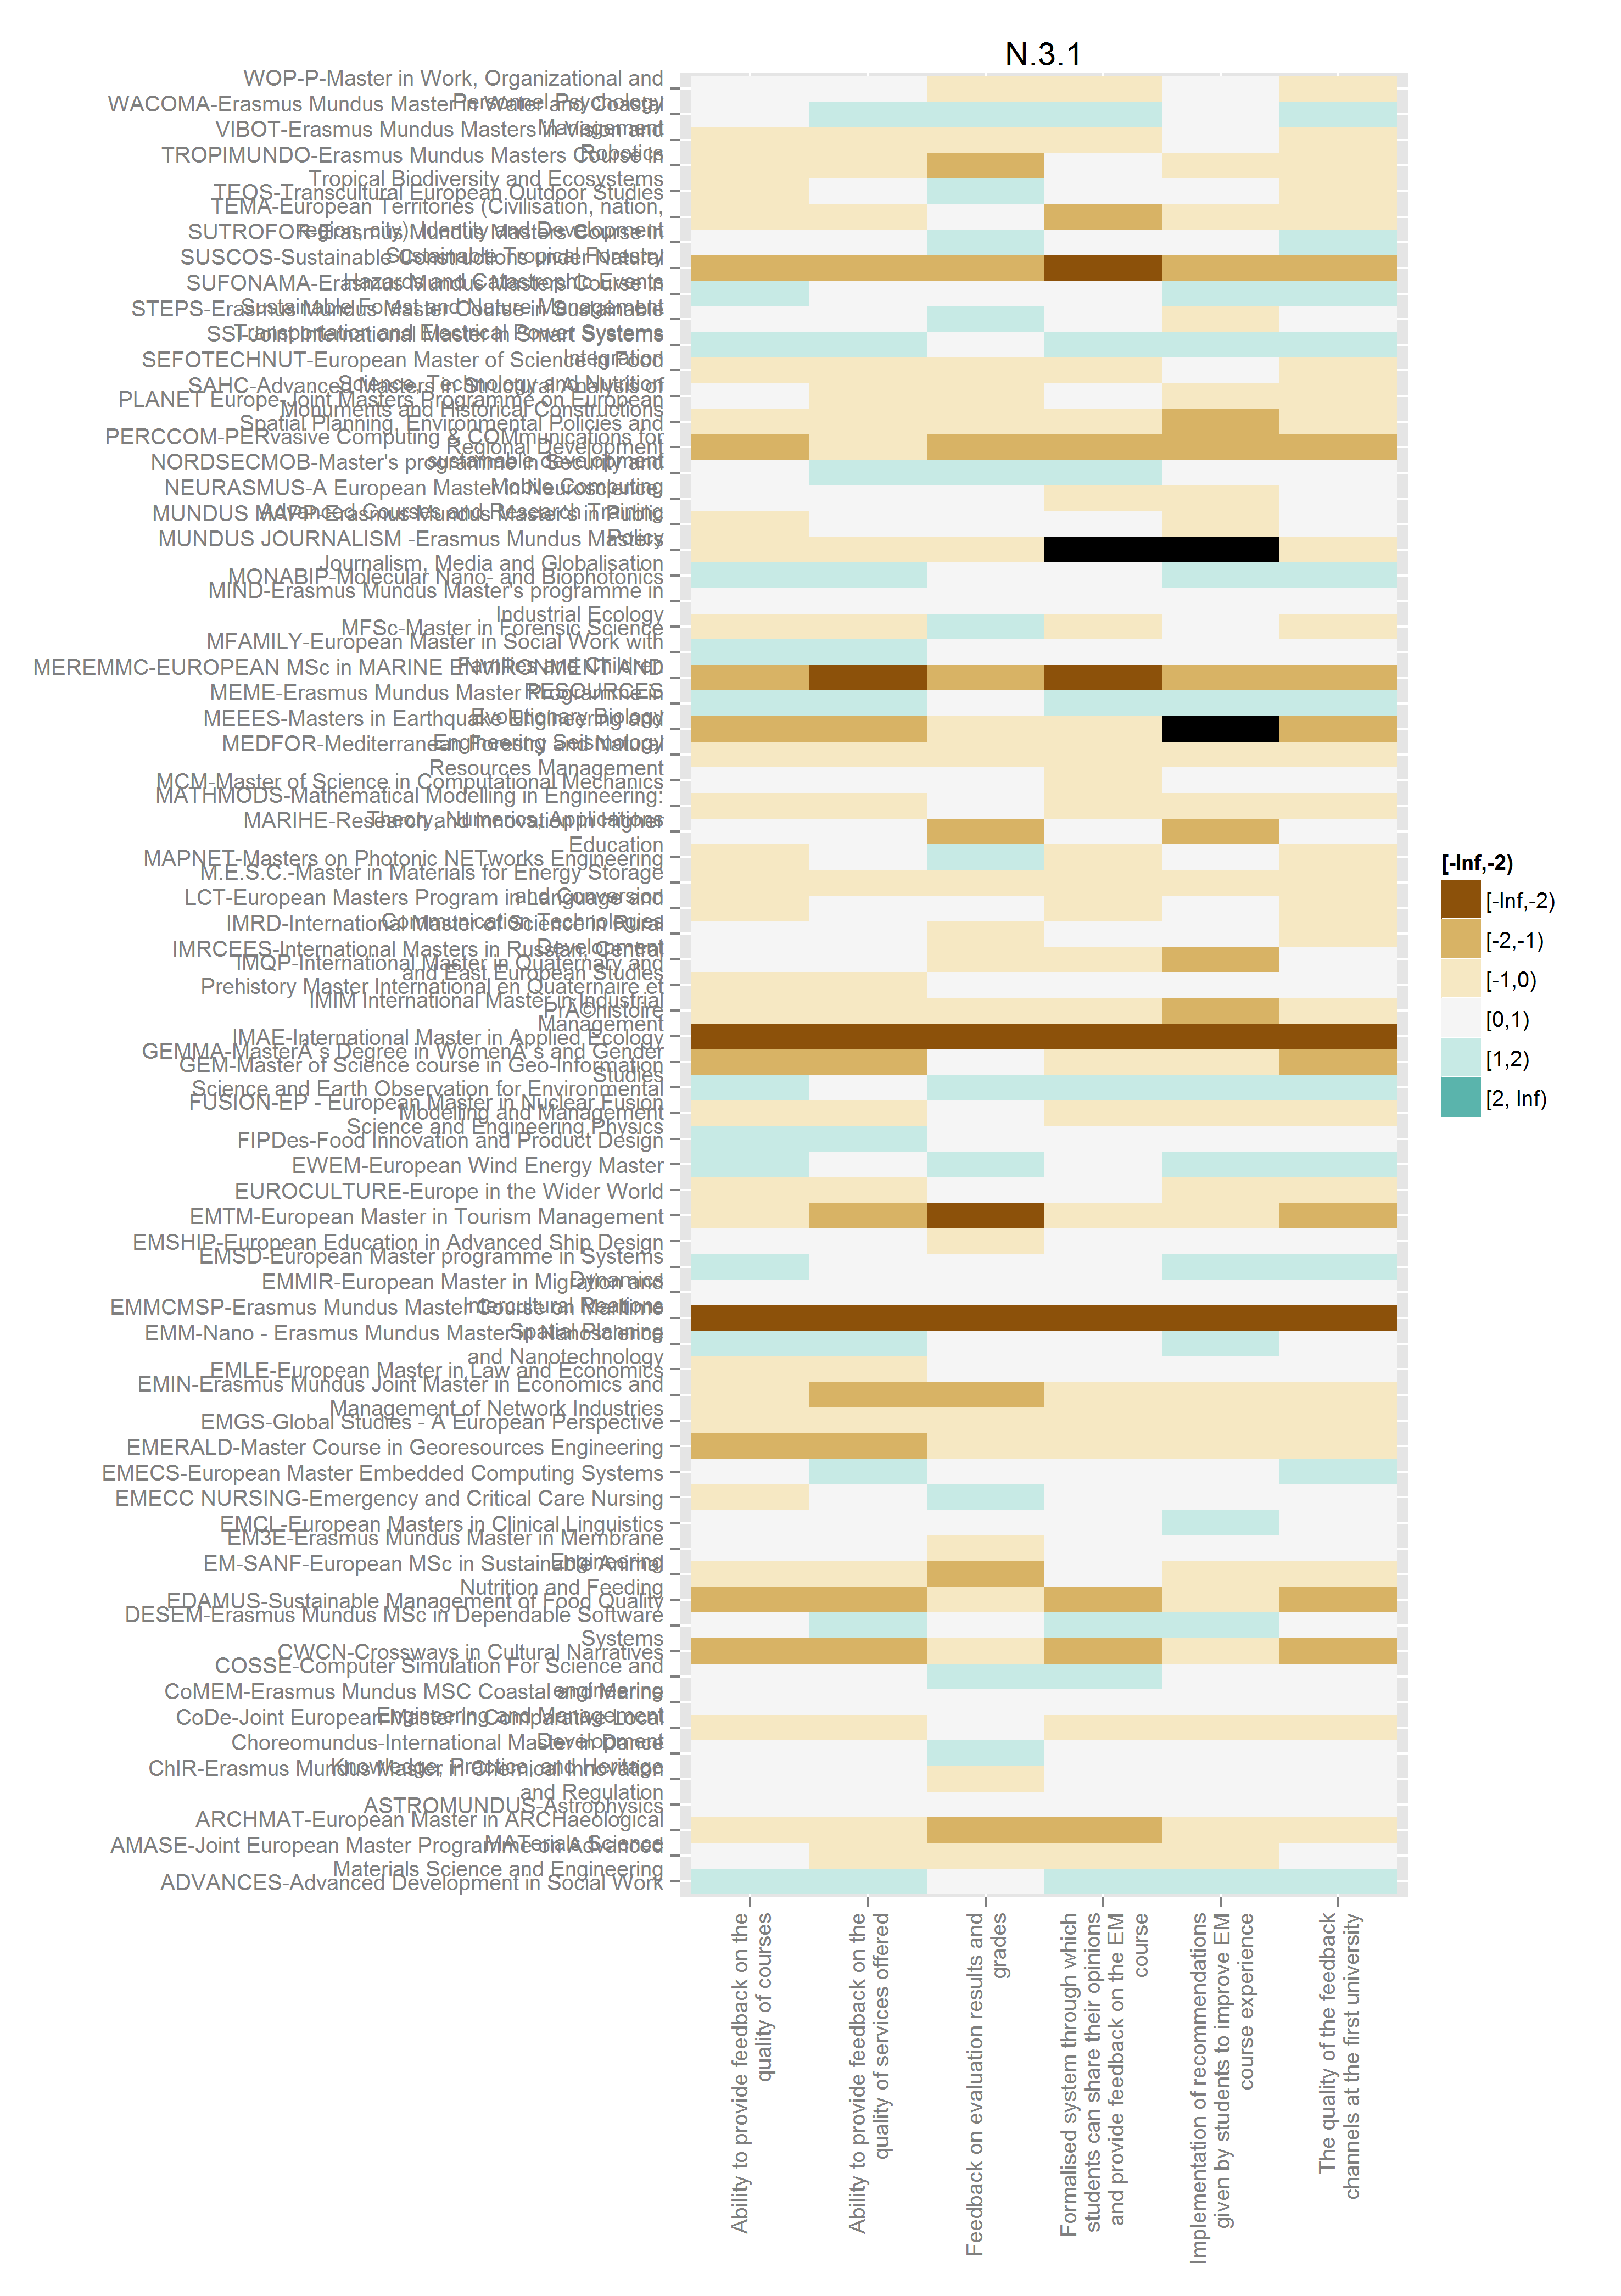 N.3.1
WOP-P-Master in Work, Organizational and
Personnel Psychology
WACOMA-Erasmus Mundus Master in Water and Coastal
Management
VIBOT-Erasmus Mundus Masters in Vision and
Robotics
TROPIMUNDO-Erasmus Mundus Masters Course in
Tropical Biodiversity and Ecosystems
TEOS-Transcultural European Outdoor Studies
TEMA-European Territories (Civilisation, nation,
region, city), Identity and Development
SUTROFOR-Erasmus Mundus Masters Course in
Sustainable Tropical Forestry
SUSCOS-Sustainable Constructions under Natural
Hazards and Catastrophic Events
SUFONAMA-Erasmus Mundus Masters Course in
Sustainable Forest and Nature Management
STEPS-Erasmus Mundus Master Course in Sustainable
Transportation and Electrical Power Systems
SSI-Joint International Master in Smart Systems
Integration
SEFOTECHNUT-European Master of Science in Food
Science, Technology and Nutrition
SAHC-Advanced Masters in Structural Analysis of
Monuments and Historical Constructions
PLANET Europe-Joint Masters Programme on European
Spatial Planning, Environmental Policies and
Regional Development
PERCCOM-PERvasive Computing & COMmunications for
sustainable development
NORDSECMOB-Master's programme in Security and
Mobile Computing
NEURASMUS-A European Master in Neuroscience:
Advanced Courses and Research Training
MUNDUS MAPP-Erasmus Mundus Master's in Public
Policy
MUNDUS JOURNALISM -Erasmus Mundus Masters
Journalism, Media and Globalisation
MONABIP-Molecular Nano- and Biophotonics
MIND-Erasmus Mundus Master's programme in
Industrial Ecology
MFSc-Master in Forensic Science
MFAMILY-European Master in Social Work with
Families and Children
MEREMMC-EUROPEAN MSc in MARINE ENVIRONMENT AND
RESOURCES
MEME-Erasmus Mundus Master Programme in
Evolutionary Biology
MEEES-Masters in Earthquake Engineering and
Engineering Seismology
MEDFOR-Mediterranean Forestry and Natural
Resources Management
MCM-Master of Science in Computational Mechanics
MATHMODS-Mathematical Modelling in Engineering:
Theory, Numerics, Applications
MARIHE-Research and Innovation in Higher
Education
MAPNET-Masters on Photonic NETworks Engineering
M.E.S.C.-Master in Materials for Energy Storage
and Conversion
LCT-European Masters Program in Language and
Communication Technologies
IMRD-International Master of Science in Rural
Development
IMRCEES-International Masters in Russian, Central
and East European Studies
IMQP-International Master in Quaternary and
Prehistory Master International en Quaternaire et
PrÃ©histoire
IMIM International Master in Industrial
Management
IMAE-International Master in Applied Ecology
GEMMA-MasterÂ´s Degree in WomenÂ´s and Gender
Studies
GEM-Master of Science course in Geo-Information
Science and Earth Observation for Environmental
Modelling and Management
FUSION-EP - European Master in Nuclear Fusion
Science and Engineering Physics
FIPDes-Food Innovation and Product Design
EWEM-European Wind Energy Master
EUROCULTURE-Europe in the Wider World
EMTM-European Master in Tourism Management
EMSHIP-European Education in Advanced Ship Design
EMSD-European Master programme in Systems
Dynamics
EMMIR-European Master in Migration and
Intercultural Reations
EMMCMSP-Erasmus Mundus Master Course on Maritime
Spatial Planning
EMM-Nano - Erasmus Mundus Master in Nanoscience
and Nanotechnology
EMLE-European Master in Law and Economics
EMIN-Erasmus Mundus Joint Master in Economics and
Management of Network Industries
EMGS-Global Studies - A European Perspective
EMERALD-Master Course in Georesources Engineering
EMECS-European Master Embedded Computing Systems
EMECC NURSING-Emergency and Critical Care Nursing
EMCL-European Masters in Clinical Linguistics
EM3E-Erasmus Mundus Master in Membrane
Engineering
EM-SANF-European MSc in Sustainable Animal
Nutrition and Feeding
EDAMUS-Sustainable Management of Food Quality
DESEM-Erasmus Mundus MSc in Dependable Software
Systems
CWCN-Crossways in Cultural Narratives
COSSE-Computer Simulation For Science and
engineering
CoMEM-Erasmus Mundus MSC Coastal and Marine
Engineering and Management
CoDe-Joint European Master in Comparative Local
Development
Choreomundus-International Master in Dance
Knowledge, Practice, and Heritage
ChIR-Erasmus Mundus Master in Chemical Innovation
and Regulation
ASTROMUNDUS-Astrophysics
ARCHMAT-European Master in ARCHaeological
MATerials Science
AMASE-Joint European Master Programme on Advanced
Materials Science and Engineering
ADVANCES-Advanced Development in Social Work
[-Inf,-2)
[-Inf,-2)
[-2,-1)
[-1,0)
[0,1)
[1,2)
[2, Inf)
Ability to provide feedback on the
quality of courses
Ability to provide feedback on the
quality of services offered
Feedback on evaluation results and
grades
Formalised system through which
students can share their opinions
and provide feedback on the EM
course
Implementation of recommendations
given by students to improve EM
course experience
The quality of the feedback
channels at the first university